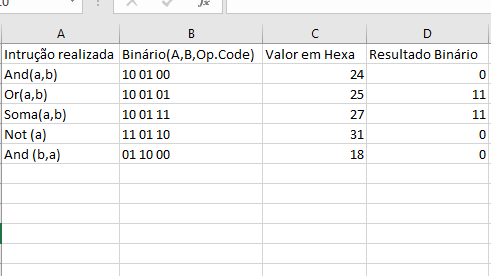 fx
A B C D
Intrução realizada Binário(A,B,Op.Code) Valor em Hexa Resultado Binário
And(a,b) 10 01 00 24 0
Or(a,b) 10 01 01 25 11
Soma(a,b) 10 01 11 27 11
Not (a) 11 01 10 31 0
And (b,a) 01 10 00 18 0